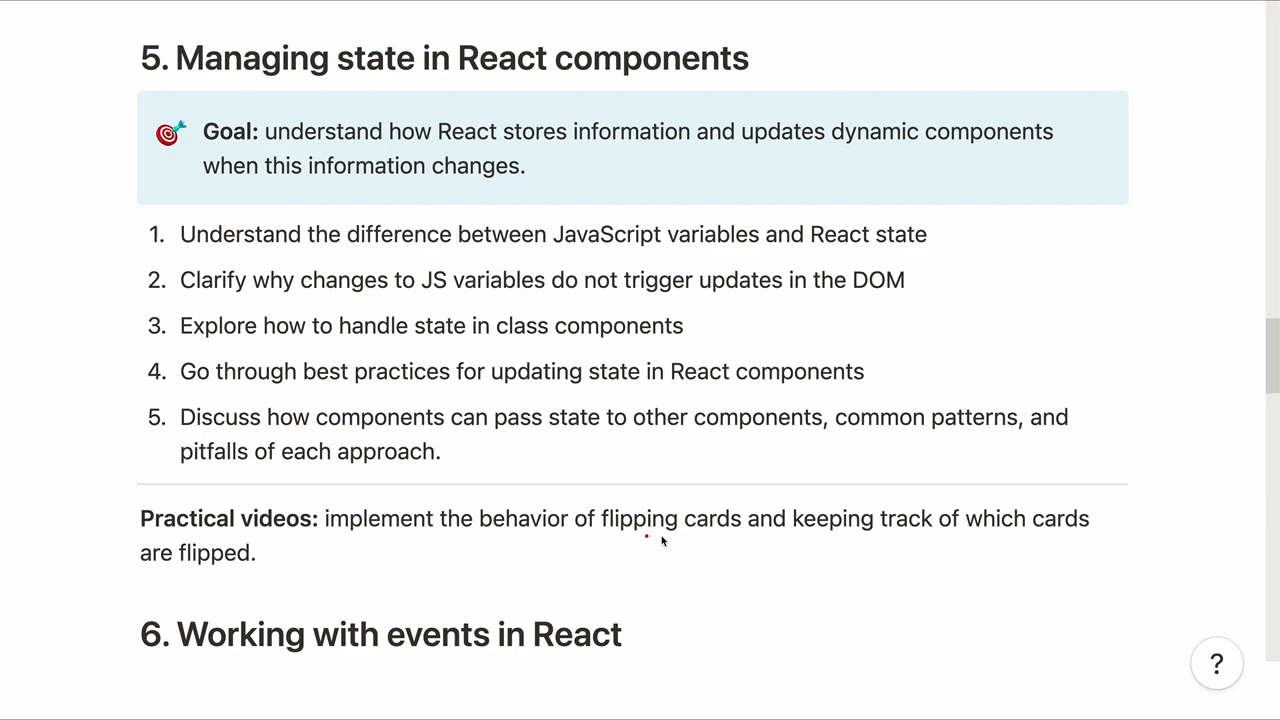 5. Managing state in React components
Goal: understand how React stores information and updates dynamic components
when this information changes.
1. Understand the difference between JavaScript variables and React state
2. Clarify why changes to JS variables do not trigger updates in the DOM
3. Explore how to handle state in class components
4. Go through best practices for updating state in React components
5. Discuss how components can pass state to other components, common patterns, and
pitfalls of each approach.
Practical videos: implement the behavior of flipping cards and keeping track of which cards
are flipped.
6. Working with events in React
?